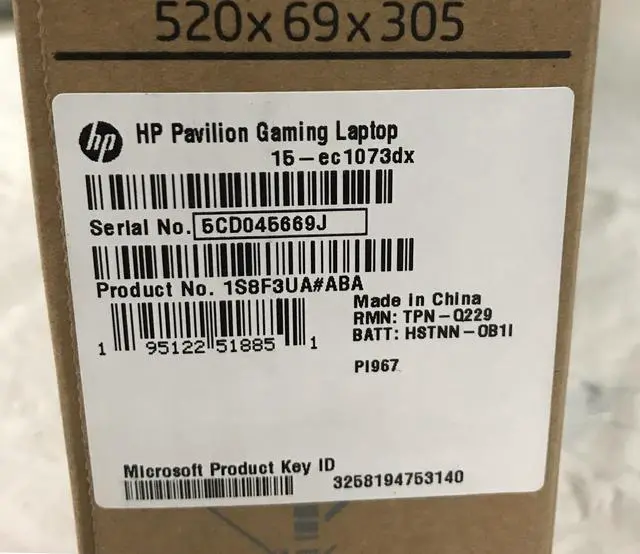 520x69x305
hp HP Pavilion Gaming Laptop
15-ec1073dx
Serial No. 5CD045669J
Product No. 1S8F3UA#ABA
Made in China
RMN: TPN-Q229
BATT: HSTNN-OB1I
1 95122 51885 1
PI967
Microsoft Product Key ID
3258194753140